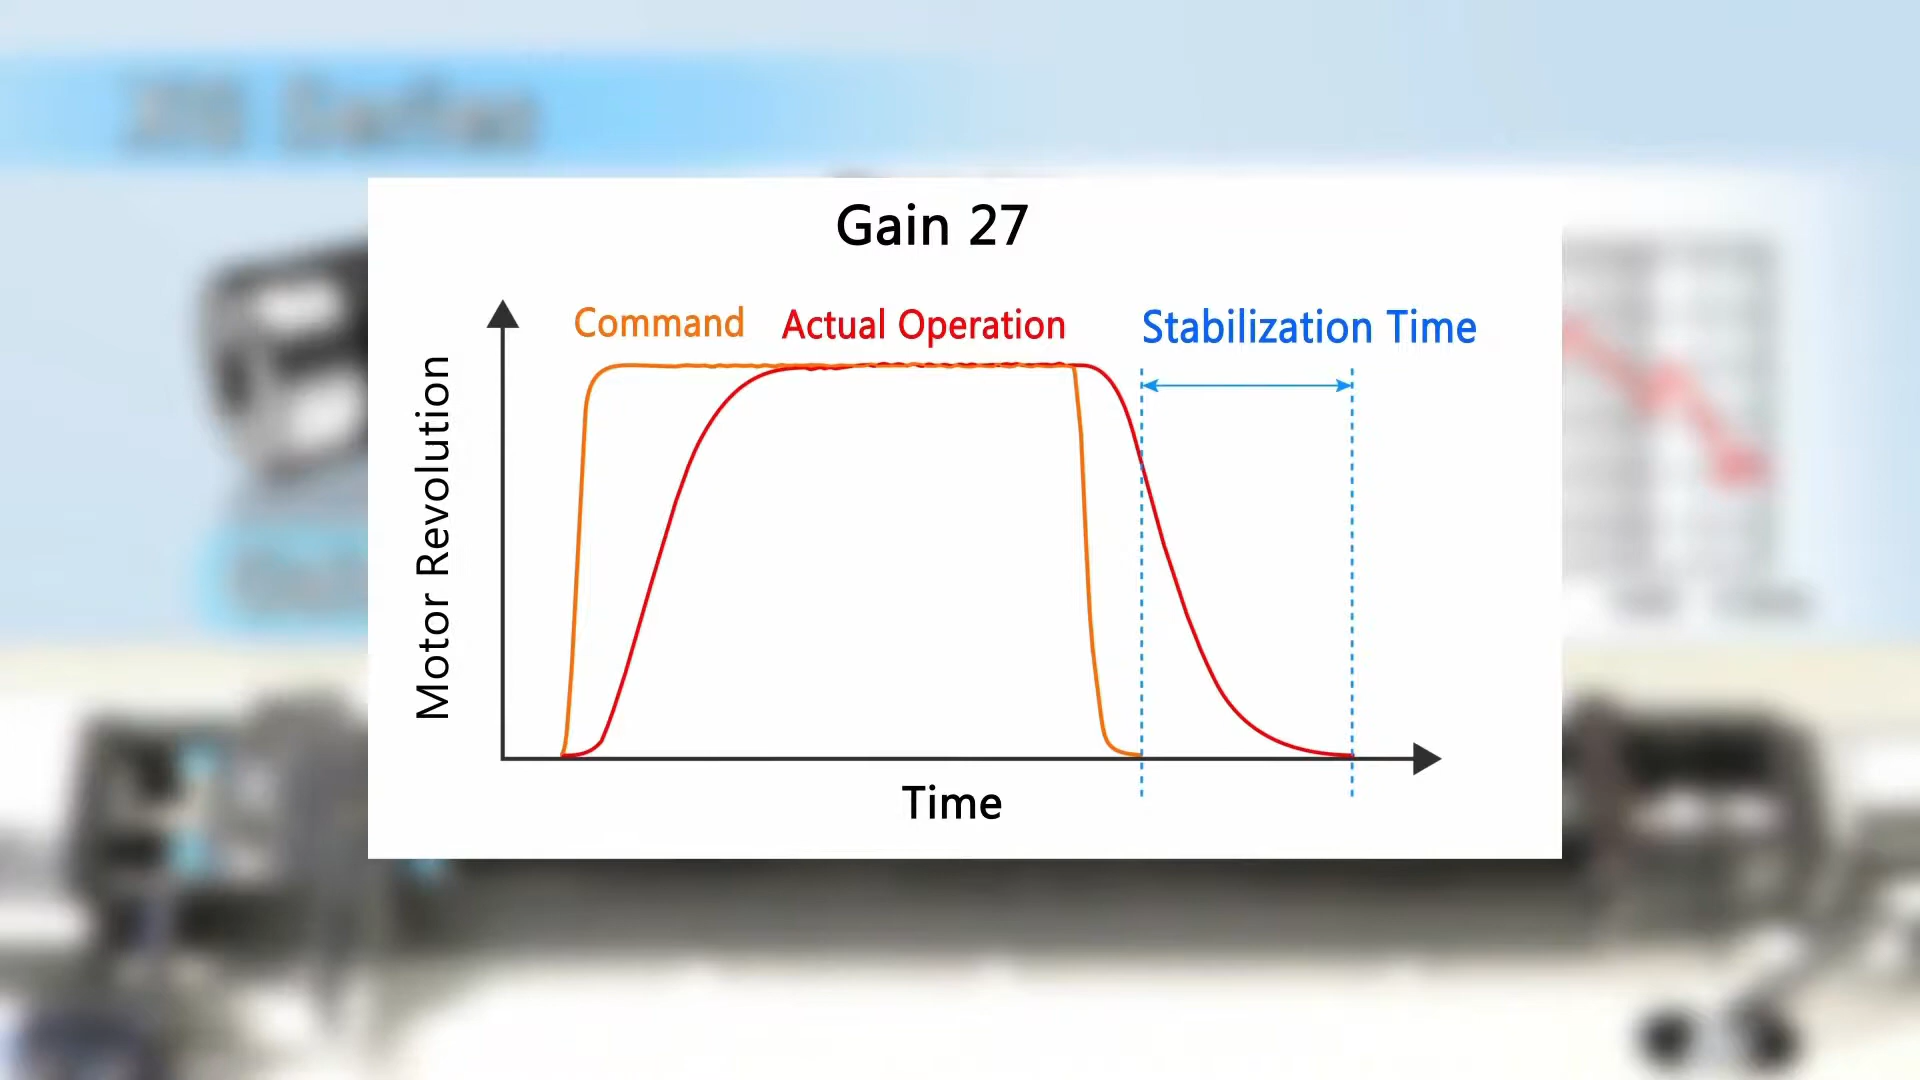 Gain 27
Command
Actual Operation
Stabilization Time
Motor Revolution
Time